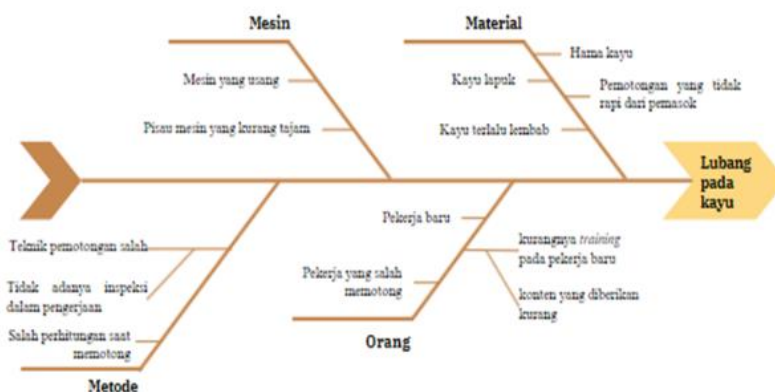 Mesin
Material
Hama kayu
Mesin yang usang
Kayu lapuk
Pemotongan yang tidak
rapi dari pemasok
Pisau mesin yang kurang tajam
Kayu terlalu lembab
Lubang
pada
kayu
Pekerja baru
Teknik pemotongan salah
kurangnya training
pada pekerja baru
Pekerja yang salah
memotong
Tidak adanya inspeksi
dalam pengerjaan
konten yang diberikan
kurang
Salah perhitungan saat
memotong
Orang
Metode